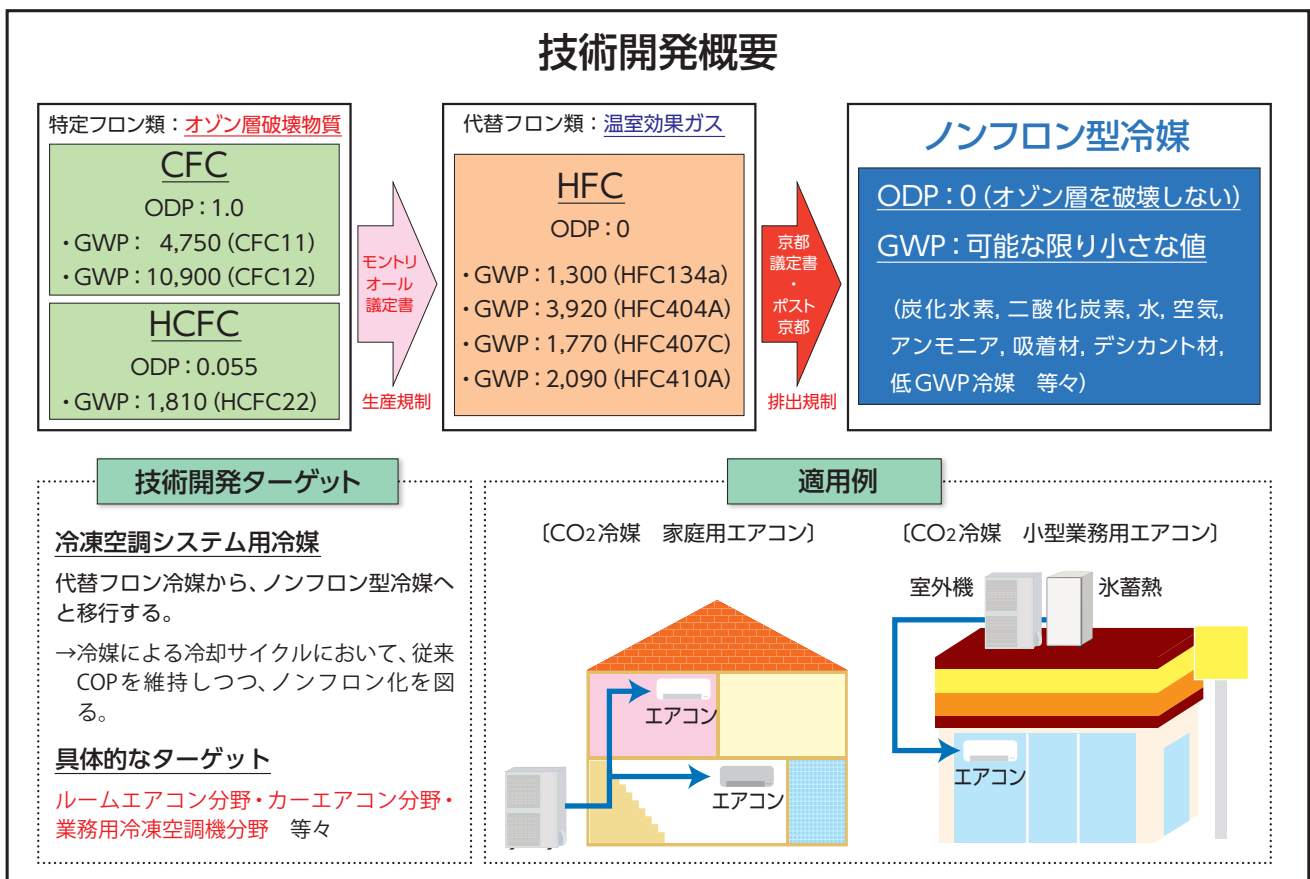 技術開発概要
特定フロン類：オゾン層破壊物質
CFC
ODP：1.0
・GWP： 4,750 (CFC11)
・GWP：10,900 (CFC12)
HCFC
ODP：0.055
・GWP：1,810 (HCFC22)
モントリ
オール
議定書
生産規制
代替フロン類：温室効果ガス
HFC
ODP：0
・GWP：1,300 (HFC134a)
・GWP：3,920 (HFC404A)
・GWP：1,770 (HFC407C)
・GWP：2,090 (HFC410A)
京都
議定書
・
ポスト
京都
排出規制
ノンフロン型冷媒
ODP：0 (オゾン層を破壊しない)
GWP：可能な限り小さな値
(炭化水素, 二酸化炭素, 水, 空気,
アンモニア, 吸着材, デシカント材,
低GWP冷媒　等々)
技術開発ターゲット
冷凍空調システム用冷媒
代替フロン冷媒から、ノンフロン型冷媒へ
と移行する。
→冷媒による冷却サイクルにおいて、従来
COPを維持しつつ、ノンフロン化を図
る。
具体的なターゲット
ルームエアコン分野・カーエアコン分野・
業務用冷凍空調機分野　等々
適用例
〔CO2冷媒　家庭用エアコン〕
エアコン
エアコン
〔CO2冷媒　小型業務用エアコン〕
室外機
氷蓄熱
エアコン